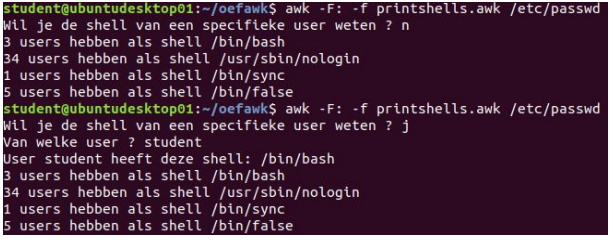 student@ubuntudesktop01:~/oefawk$ awk -F: -f printshells.awk /etc/passwd
Wil je de shell van een specifieke user weten ? n
3 users hebben als shell /bin/bash
34 users hebben als shell /usr/sbin/nologin
1 users hebben als shell /bin/sync
5 users hebben als shell /bin/false
student@ubuntudesktop01:~/oefawk$ awk -F: -f printshells.awk /etc/passwd
Wil je de shell van een specifieke user weten ? j
Van welke user ? student
User student heeft deze shell: /bin/bash
3 users hebben als shell /bin/bash
34 users hebben als shell /usr/sbin/nologin
1 users hebben als shell /bin/sync
5 users hebben als shell /bin/false